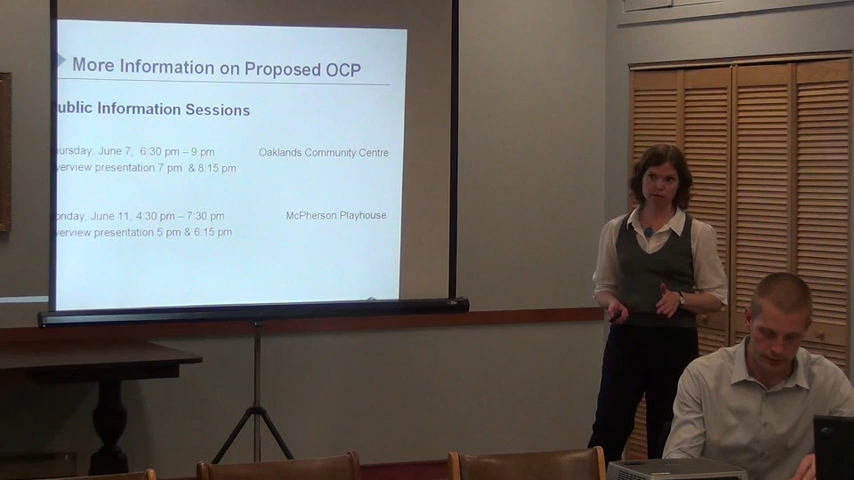 More Information on Proposed OCP
ublic Information Sessions
ursday, June 7, 6:30 pm – 9 pm Oaklands Community Centre
verview presentation 7 pm & 8:15 pm
onday, June 11, 4:30 pm – 7:30 pm McPherson Playhouse
verview presentation 5 pm & 6:15 pm